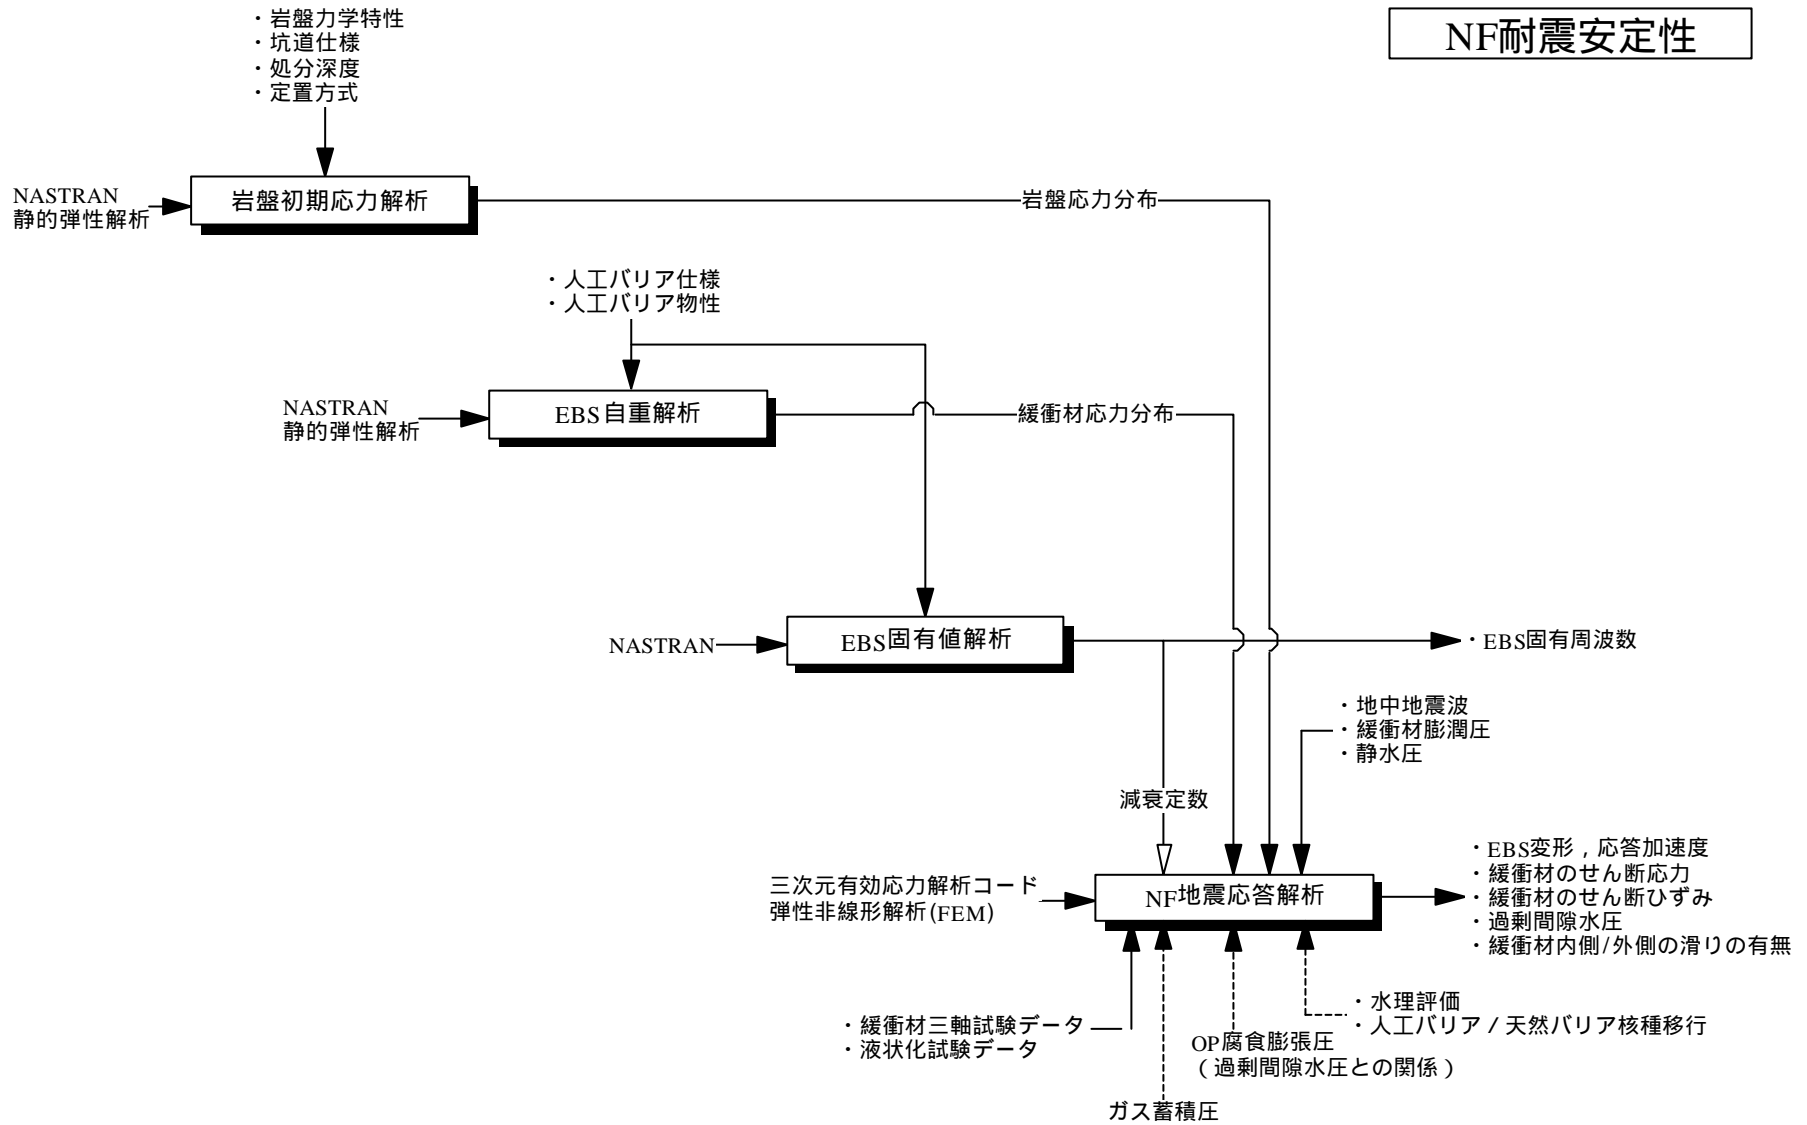 NF耐震安定性
・岩盤力学特性
・坑道仕様
・処分深度
・定置方式
NASTRAN
静的弾性解析
岩盤初期応力解析
岩盤応力分布
・人工バリア仕様
・人工バリア物性
NASTRAN
静的弾性解析
EBS自重解析
緩衝材応力分布
NASTRAN
EBS固有値解析
・EBS固有周波数
・地中地震波
・緩衝材膨潤圧
・静水圧
減衰定数
三次元有効応力解析コード
弾性非線形解析(FEM)
NF地震応答解析
・EBS変形，応答加速度
・緩衝材のせん断応力
・緩衝材のせん断ひずみ
・過剰間隙水圧
・緩衝材内側/外側の滑りの有無
・緩衝材三軸試験データ
・液状化試験データ
ガス蓄積圧
OP腐食膨張圧
（過剰間隙水圧との関係）
・水理評価
・人工バリア／天然バリア核種移行